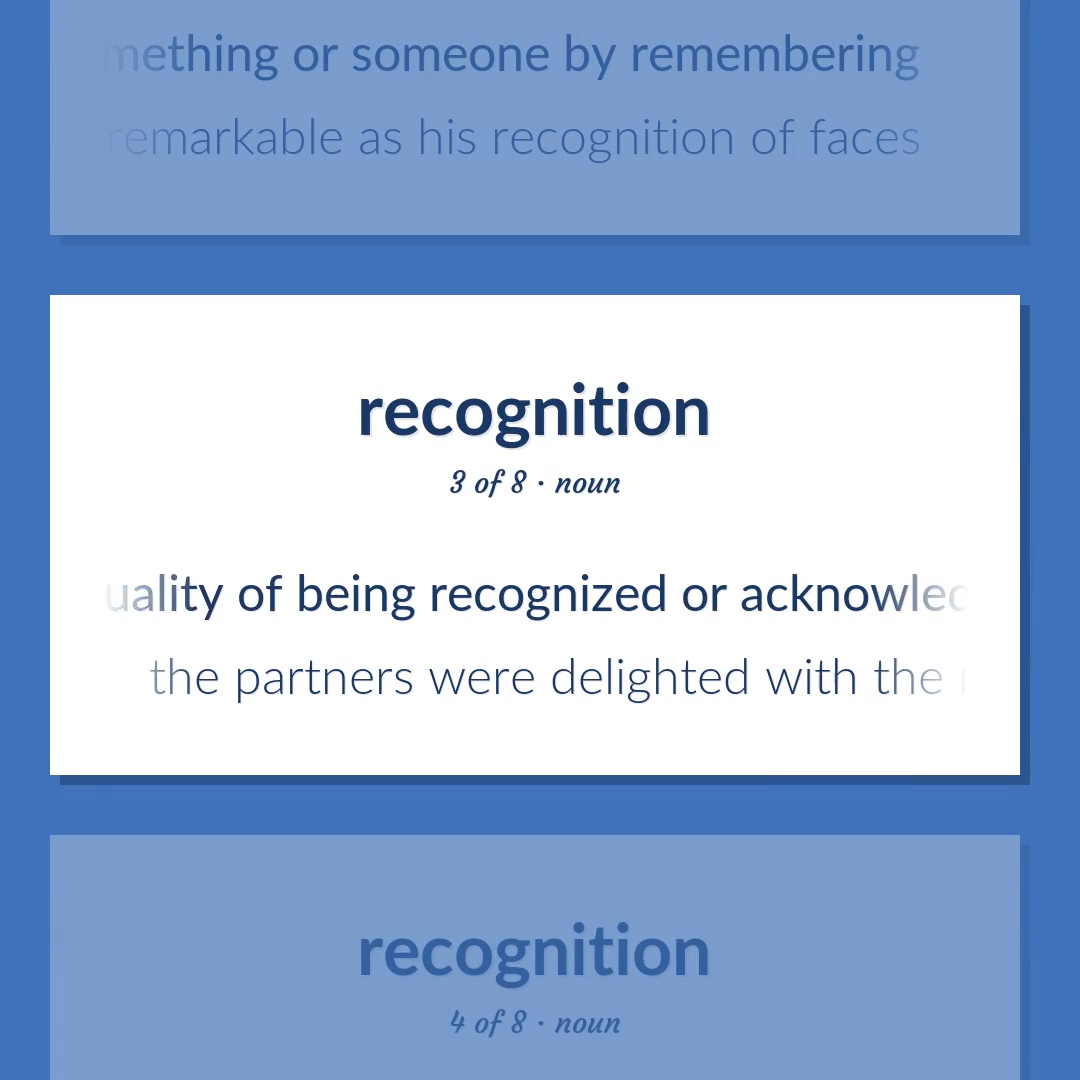 mething or someone by remembering
remarkable as his recognition of faces
recognition
3 of 8 · noun
uality of being recognized or acknowled
the partners were delighted with the
recognition
4 of 8 · noun